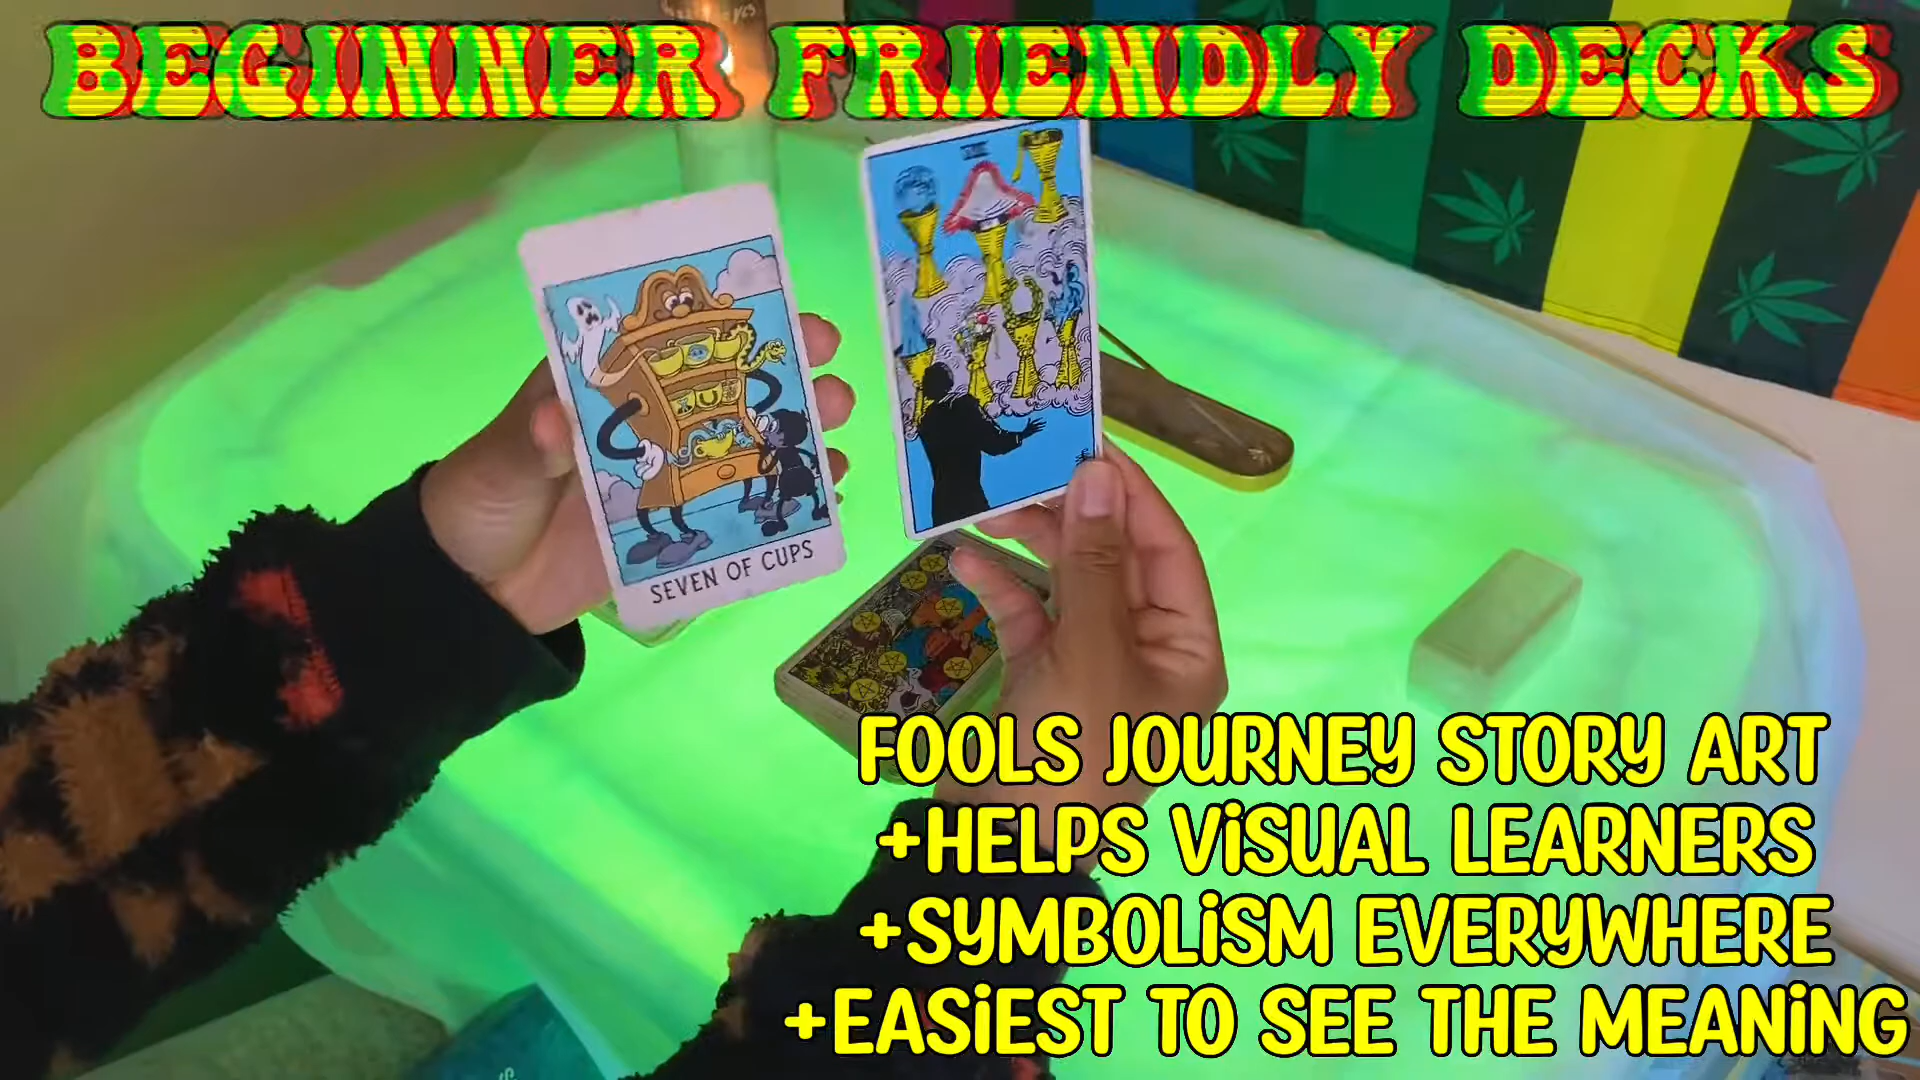 BEGINNER FRIENDLY DECKS
VII
SEVEN OF CUPS
FOOLS JOURNEY STORY ART
+HELPS VISUAL LEARNERS
+SYMBOLISM EVERYWHERE
+EASIEST TO SEE THE MEANING